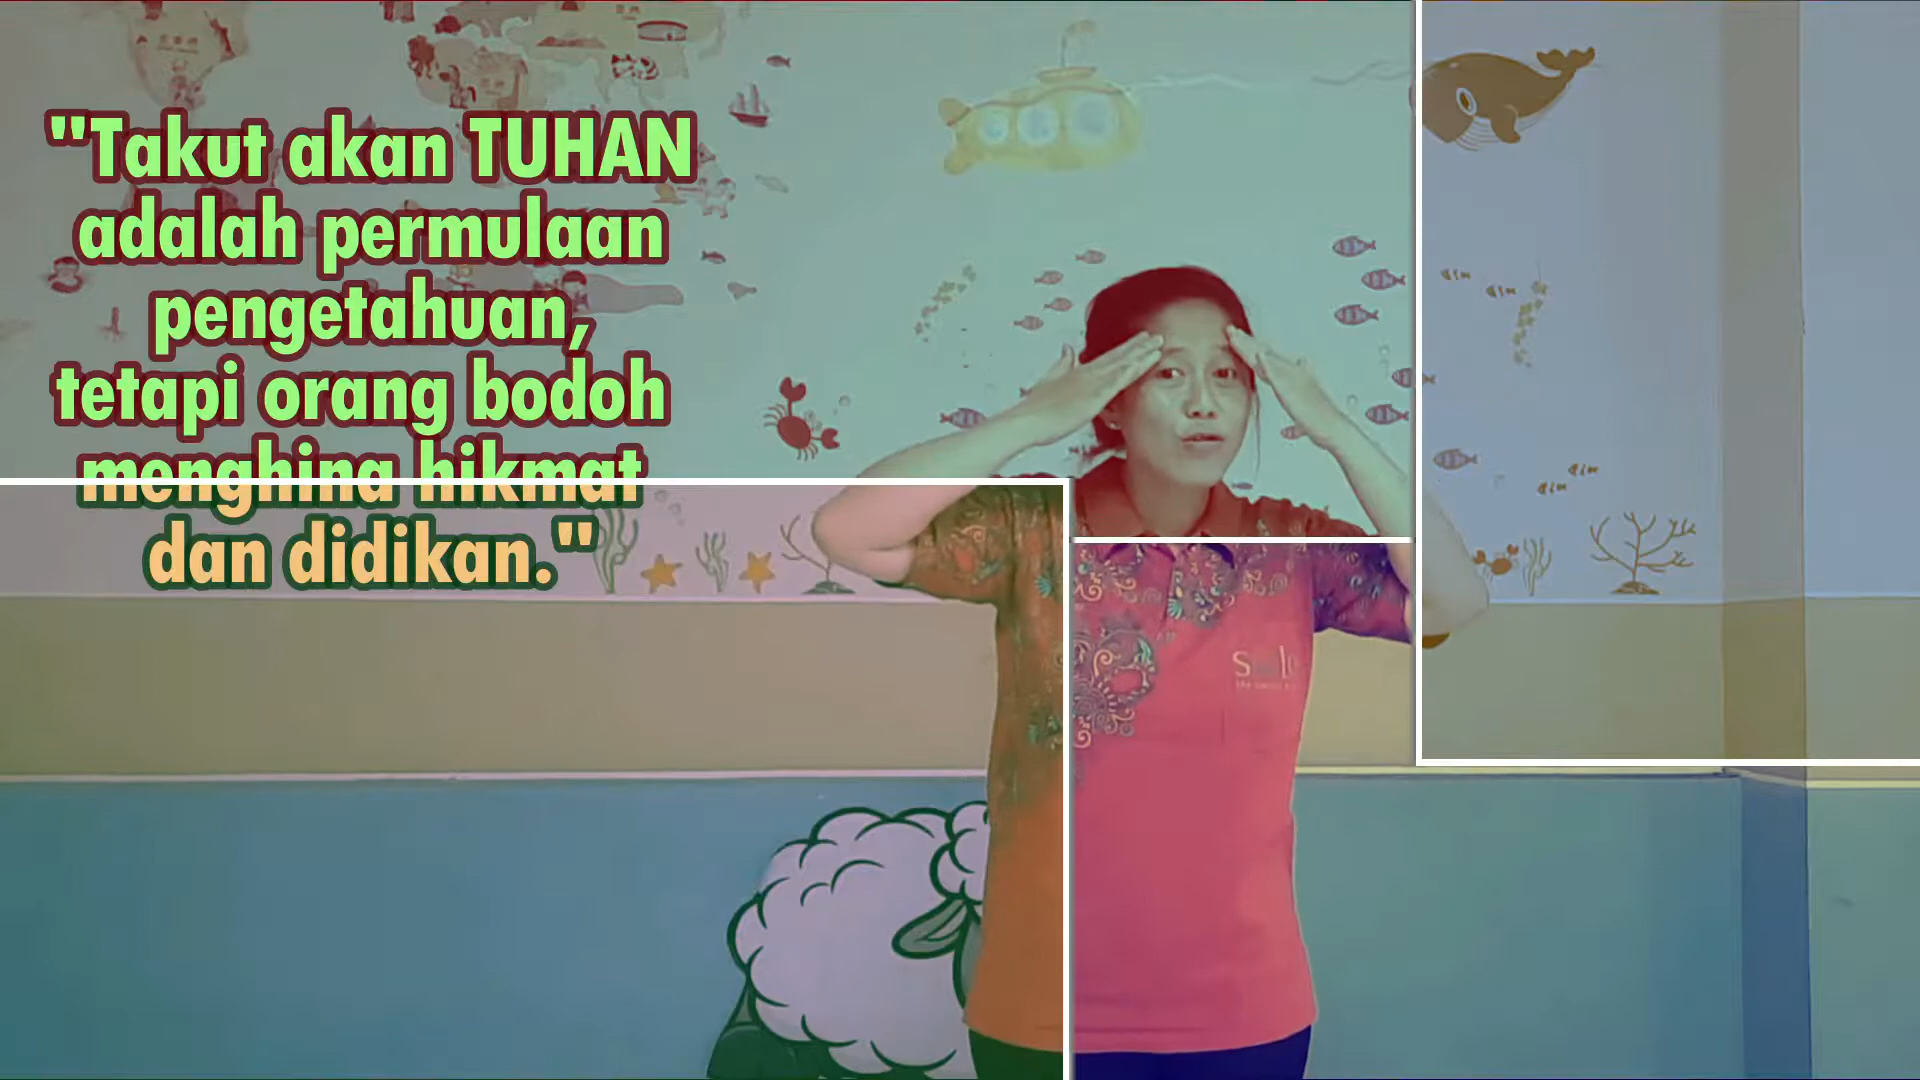 "Takut akan TUHAN
adalah permulaan
pengetahuan,
tetapi orang bodoh
menghina hikmat
dan didikan."